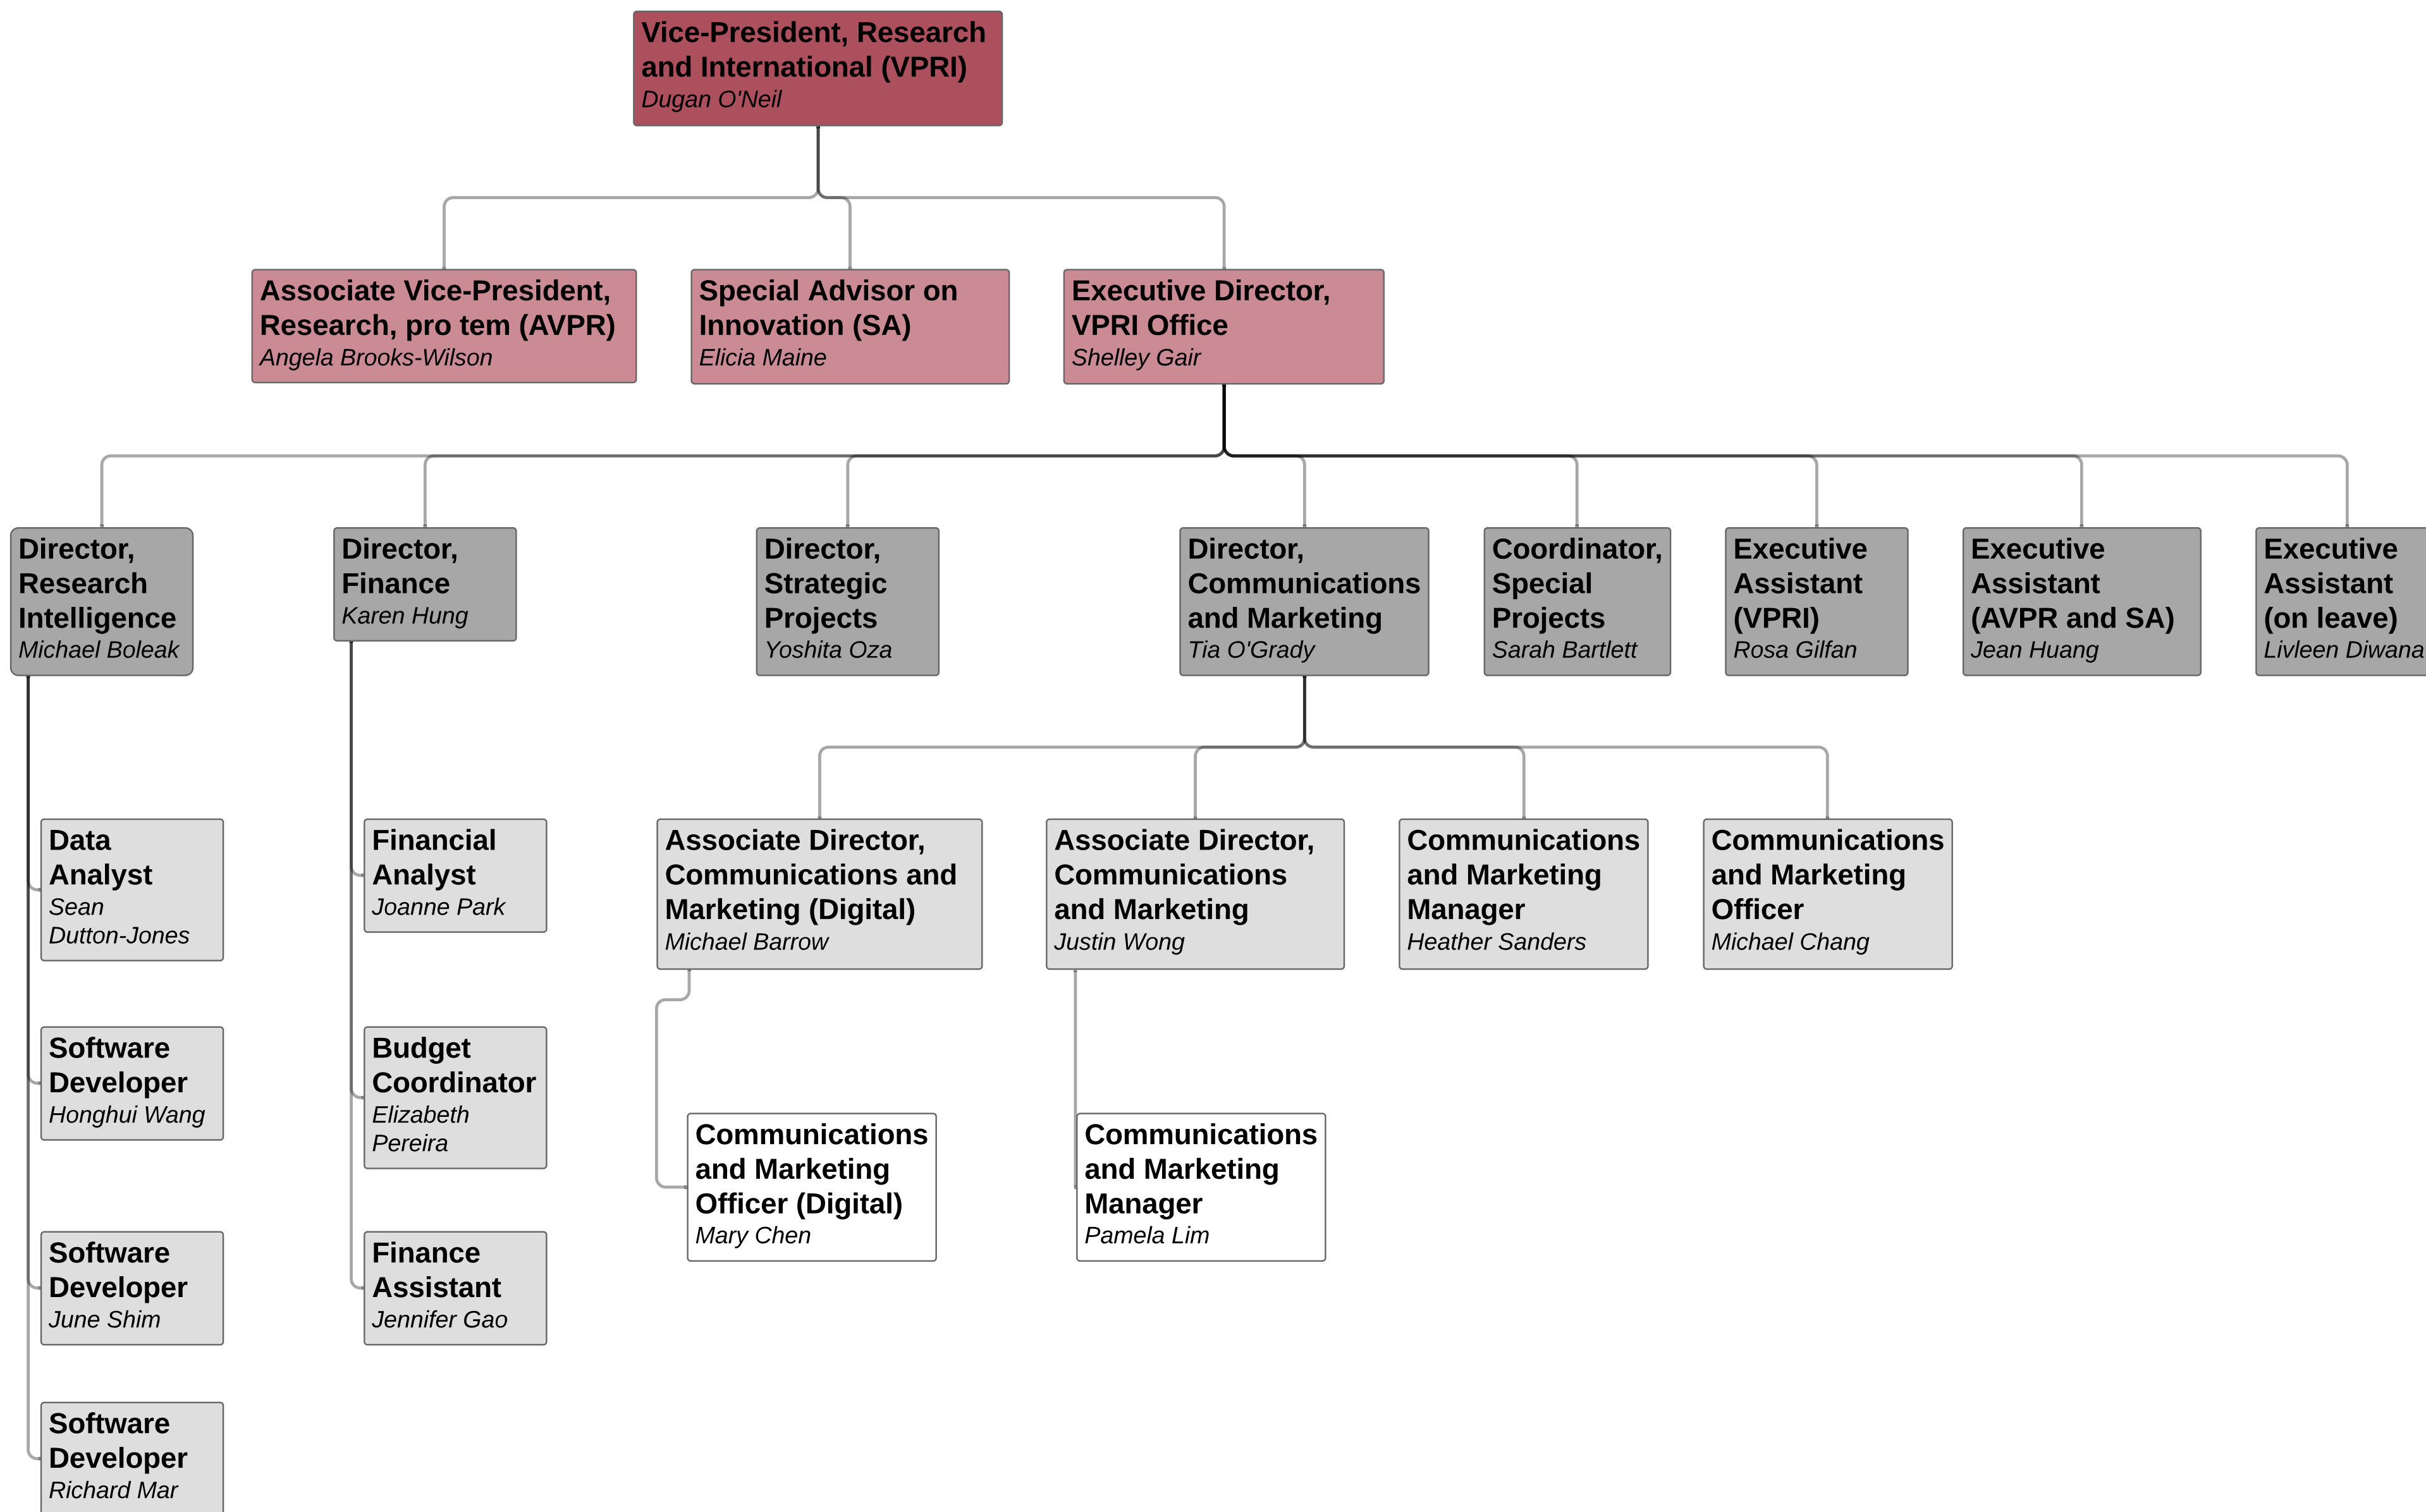 Vice-President, Research
and International (VPRI)
Dugan O'Neil
Associate Vice-President,
Research, pro tem (AVPR)
Angela Brooks-Wilson
Special Advisor on
Innovation (SA)
Elicia Maine
Executive Director,
VPRI Office
Shelley Gair
Director,
Research
Intelligence
Michael Boleak
Director,
Finance
Karen Hung
Director,
Strategic
Projects
Yoshita Oza
Director,
Communications
and Marketing
Tia O'Grady
Coordinator,
Special
Projects
Sarah Bartlett
Executive
Assistant
(VPRI)
Rosa Gilfan
Executive
Assistant
(AVPR and SA)
Jean Huang
Executive
Assistant
(on leave)
Livleen Diwana
Data
Analyst
Sean
Dutton-Jones
Software
Developer
Honghui Wang
Software
Developer
June Shim
Software
Developer
Richard Mar
Financial
Analyst
Joanne Park
Budget
Coordinator
Elizabeth
Pereira
Finance
Assistant
Jennifer Gao
Associate Director,
Communications and
Marketing (Digital)
Michael Barrow
Associate Director,
Communications
and Marketing
Justin Wong
Communications
and Marketing
Manager
Heather Sanders
Communications
and Marketing
Officer
Michael Chang
Communications
and Marketing
Officer (Digital)
Mary Chen
Communications
and Marketing
Manager
Pamela Lim